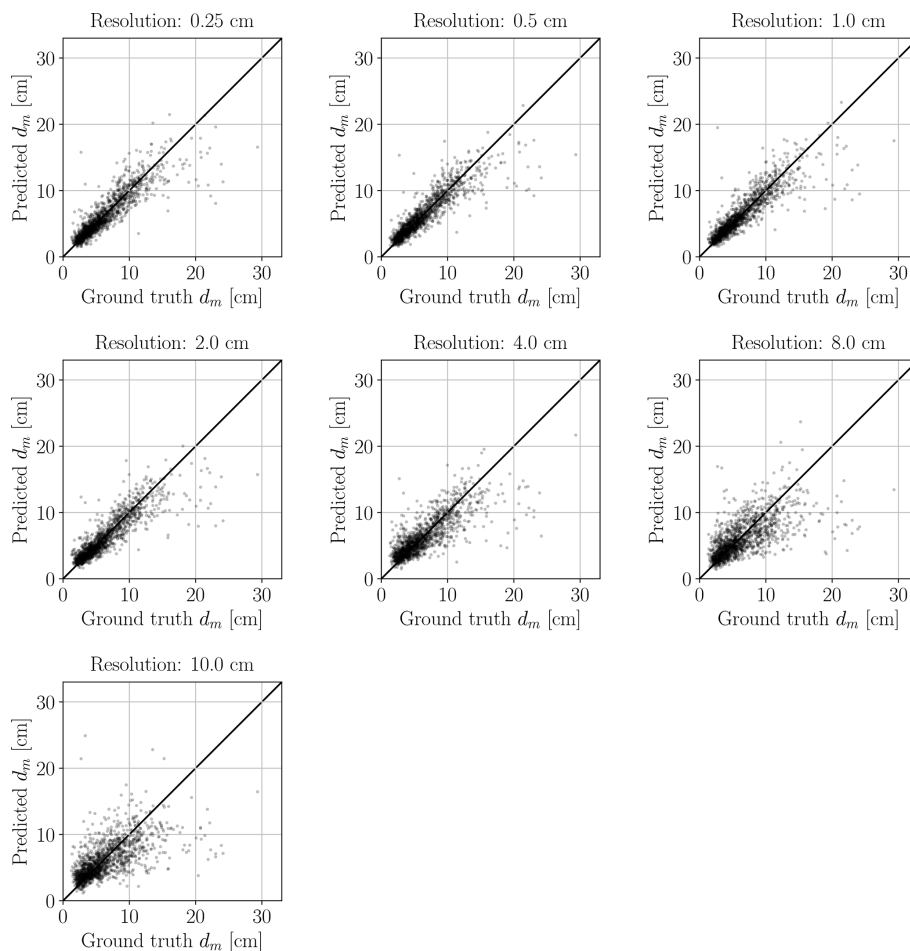 Resolution: 0.25 cm
Resolution: 0.5 cm
Resolution: 1.0 cm
30
20
10
0
Predicted d_m [cm]
0 10 20 30
Ground truth d_m [cm]
30
20
10
0
Predicted d_m [cm]
0 10 20 30
Ground truth d_m [cm]
30
20
10
0
Predicted d_m [cm]
0 10 20 30
Ground truth d_m [cm]
Resolution: 2.0 cm
Resolution: 4.0 cm
Resolution: 8.0 cm
30
20
10
0
Predicted d_m [cm]
0 10 20 30
Ground truth d_m [cm]
30
20
10
0
Predicted d_m [cm]
0 10 20 30
Ground truth d_m [cm]
30
20
10
0
Predicted d_m [cm]
0 10 20 30
Ground truth d_m [cm]
Resolution: 10.0 cm
30
20
10
0
Predicted d_m [cm]
0 10 20 30
Ground truth d_m [cm]